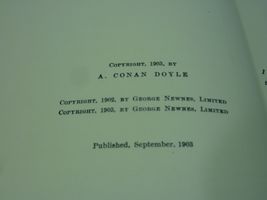 Copyright, 1903, by
A. CONAN DOYLE
Copyright, 1902, by George Newnes, Limited
Copyright, 1903, by George Newnes, Limited
Published, September, 1903